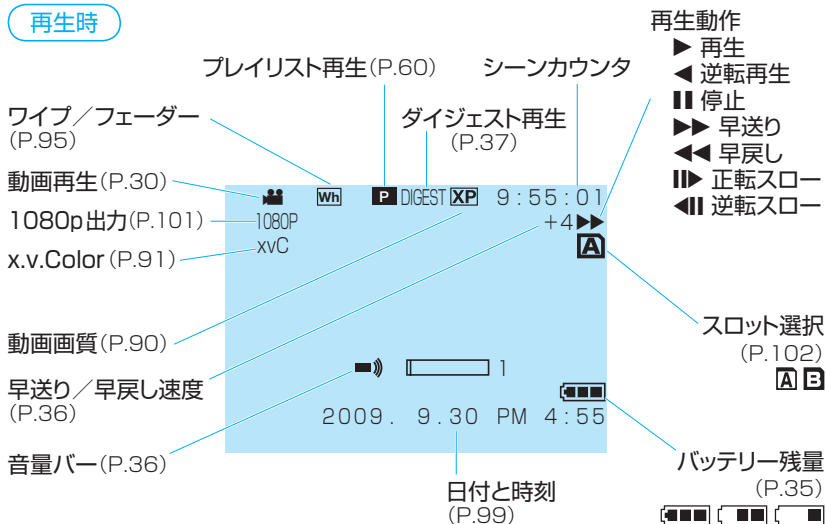 再生時
再生動作
▶ 再生
◀ 逆転再生
▮▮ 停止
▶▶ 早送り
◀◀ 早戻し
▮▮▶ 正転スロー
◀▮▮ 逆転スロー
プレイリスト再生(P.60)
シーンカウンタ
ワイプ/フェーダー
(P.95)
ダイジェスト再生
(P.37)
動画再生(P.30)
1080p出力(P.101)
x.v.Color(P.91)
Wh P DIGEST XP 9:55:01
1080P +4▶▶
xvC A
動画画質(P.90)
早送り/早戻し速度
(P.36)
音量バー(P.36)
スロット選択
(P.102)
A B
1
2009. 9.30 PM 4:55
日付と時刻
(P.99)
バッテリー残量
(P.35)